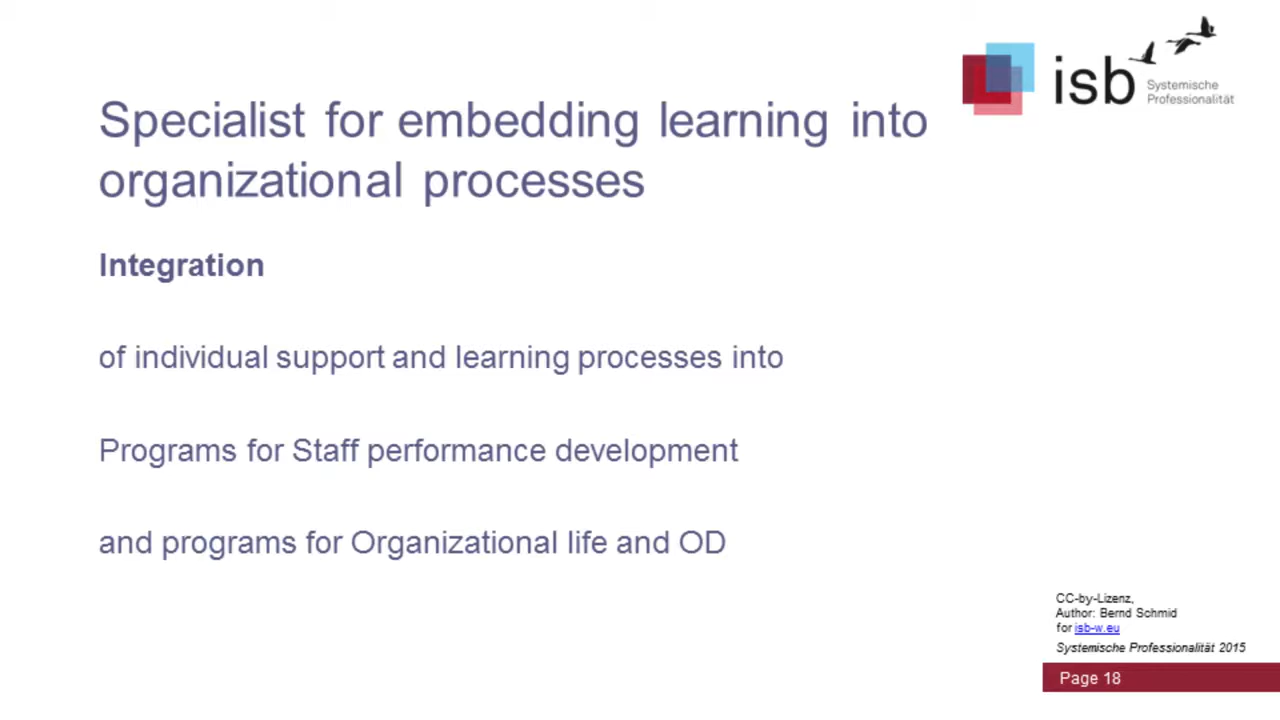 isb
Systemische
Professionalität
Specialist for embedding learning into
organizational processes
Integration
of individual support and learning processes into
Programs for Staff performance development
and programs for Organizational life and OD
CC-by-Lizenz,
Author: Bernd Schmid
for isb-w.eu
Systemische Professionalität 2015
Page 18